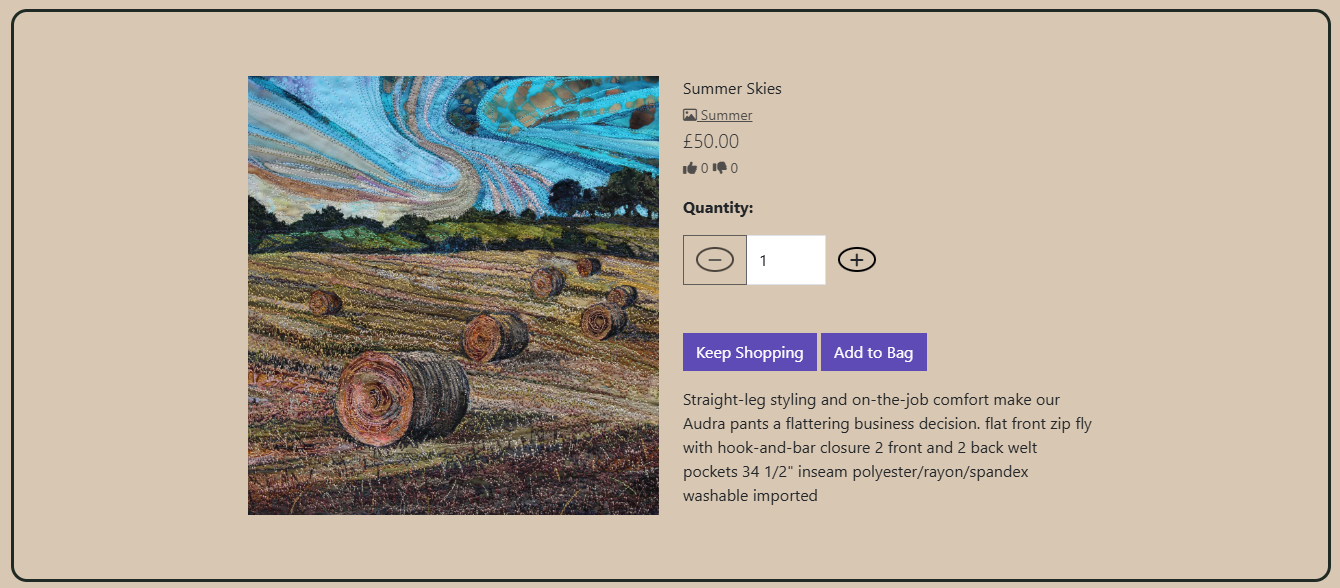 Summer Skies
Summer
£50.00
0 0
Quantity:
1
Keep Shopping Add to Bag
Straight-leg styling and on-the-job comfort make our
Audra pants a flattering business decision. flat front zip fly
with hook-and-bar closure 2 front and 2 back welt
pockets 34 1/2" inseam polyester/rayon/spandex
washable imported